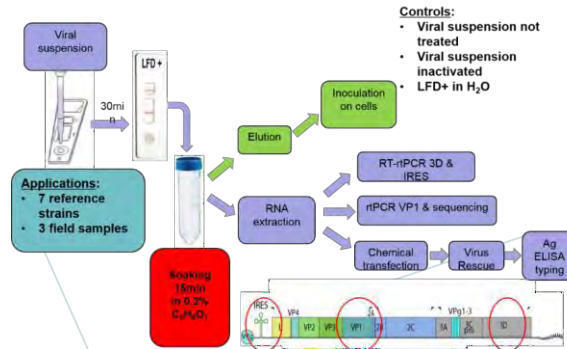 Viral
suspension
30mi
n
LFD +
Applications:
• 7 reference
strains
• 3 field samples
Soaking
15min
in 0.2%
C₆H₈O₇
Elution
Inoculation
on cells
Controls:
• Viral suspension not
treated
• Viral suspension
inactivated
• LFD+ in H₂O
RNA
extraction
RT-rtPCR 3D &
IRES
rtPCR VP1 & sequencing
Chemical
transfection
Virus
Rescue
Ag
ELISA
typing
IRES
L
VP4
VP2
VP3
VP1
2B
2C
3A
VPg1-3
3C
3D